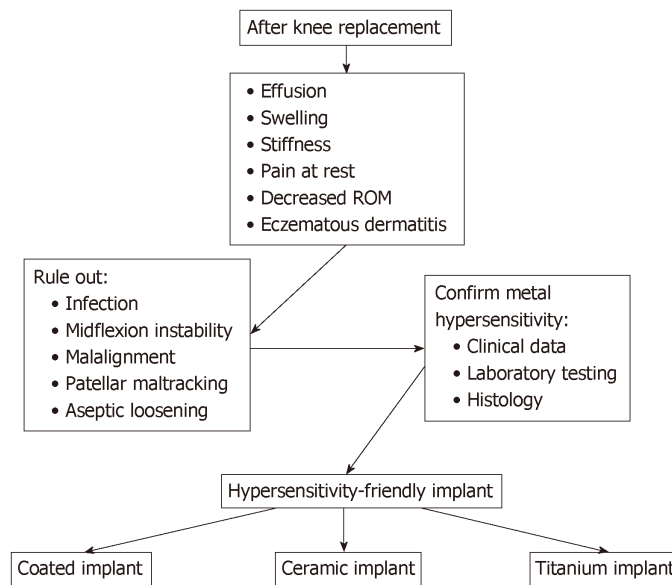 After knee replacement
• Effusion
• Swelling
• Stiffness
• Pain at rest
• Decreased ROM
• Eczematous dermatitis
Rule out:
• Infection
• Midflexion instability
• Malalignment
• Patellar maltracking
• Aseptic loosening
Confirm metal
hypersensitivity:
• Clinical data
• Laboratory testing
• Histology
Hypersensitivity-friendly implant
Coated implant
Ceramic implant
Titanium implant